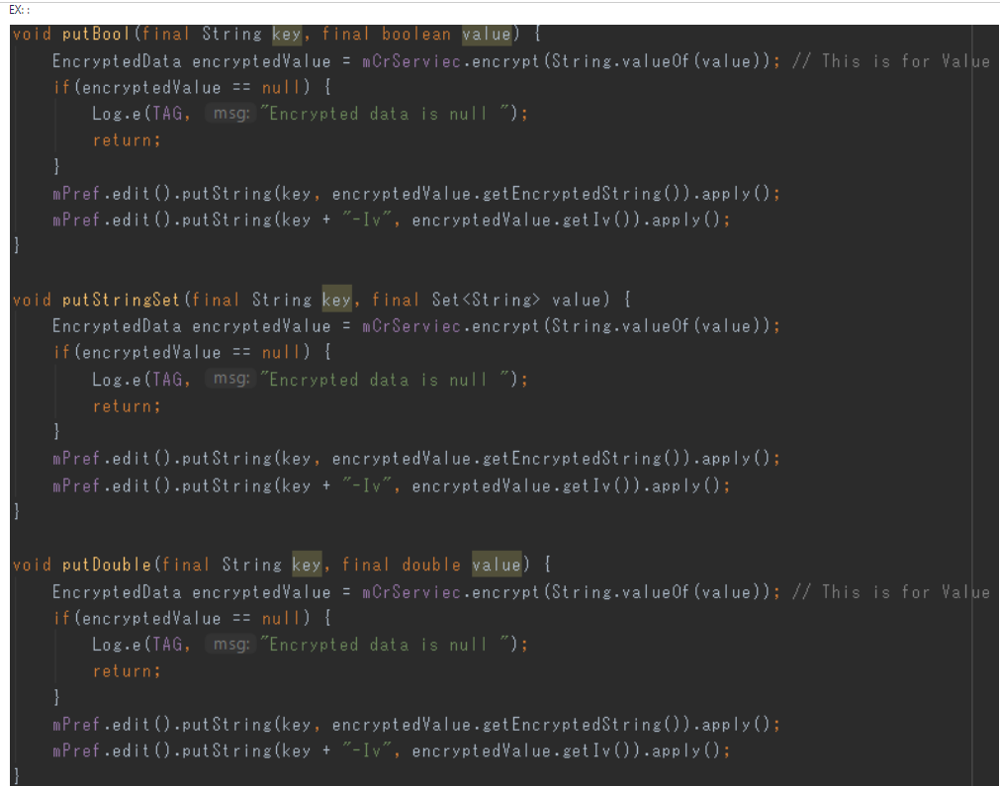 EX::
void putBool(final String key, final boolean value) {
    EncryptedData encryptedValue = mCrServiec.encrypt(String.valueOf(value)); // This is for Value
    if(encryptedValue == null) {
        Log.e(TAG, msg: "Encrypted data is null ");
        return;
    }
    mPref.edit().putString(key, encryptedValue.getEncryptedString()).apply();
    mPref.edit().putString(key + "-Iv", encryptedValue.getIv()).apply();
}
void putStringSet(final String key, final Set<String> value) {
    EncryptedData encryptedValue = mCrServiec.encrypt(String.valueOf(value));
    if(encryptedValue == null) {
        Log.e(TAG, msg: "Encrypted data is null ");
        return;
    }
    mPref.edit().putString(key, encryptedValue.getEncryptedString()).apply();
    mPref.edit().putString(key + "-Iv", encryptedValue.getIv()).apply();
}
void putDouble(final String key, final double value) {
    EncryptedData encryptedValue = mCrServiec.encrypt(String.valueOf(value)); // This is for Value
    if(encryptedValue == null) {
        Log.e(TAG, msg: "Encrypted data is null ");
        return;
    }
    mPref.edit().putString(key, encryptedValue.getEncryptedString()).apply();
    mPref.edit().putString(key + "-Iv", encryptedValue.getIv()).apply();
}